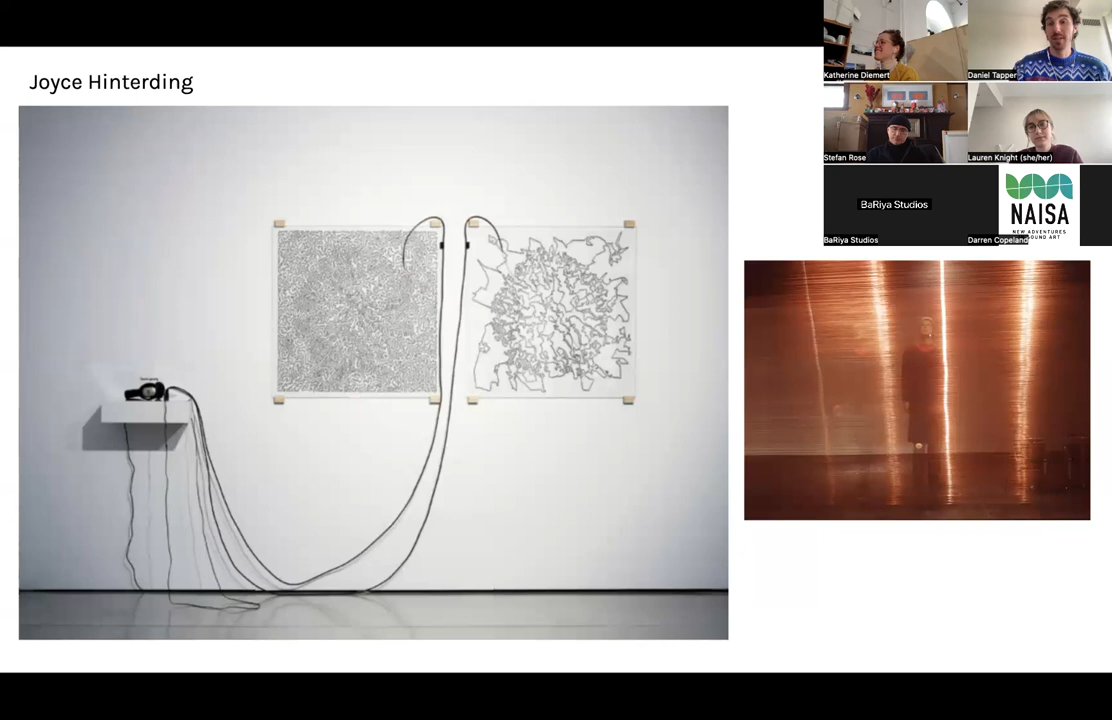 Joyce Hinterding
Katherine Diemert
Daniel Tapper
Stefan Rose
Lauren Knight (she/her)
BaRiya Studios
BaRiya Studios
NAISA
NEW ADVENTURES
SOUND ART
Darren Copeland